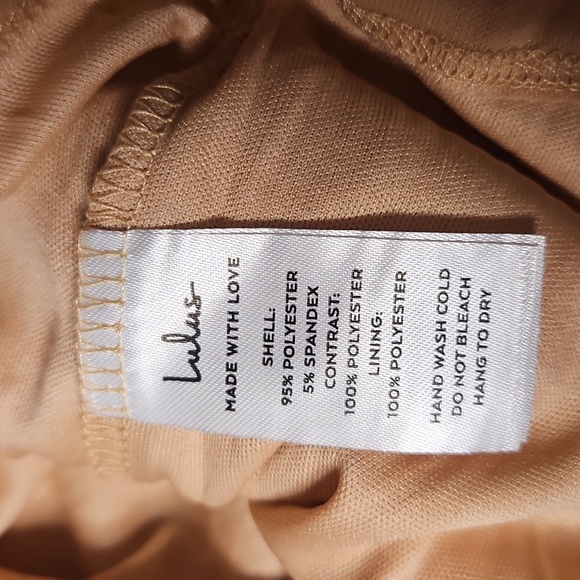 Lulus
MADE WITH LOVE
SHELL:
95% POLYESTER
5% SPANDEX
CONTRAST:
100% POLYESTER
LINING:
100% POLYESTER
HAND WASH COLD
DO NOT BLEACH
HANG TO DRY